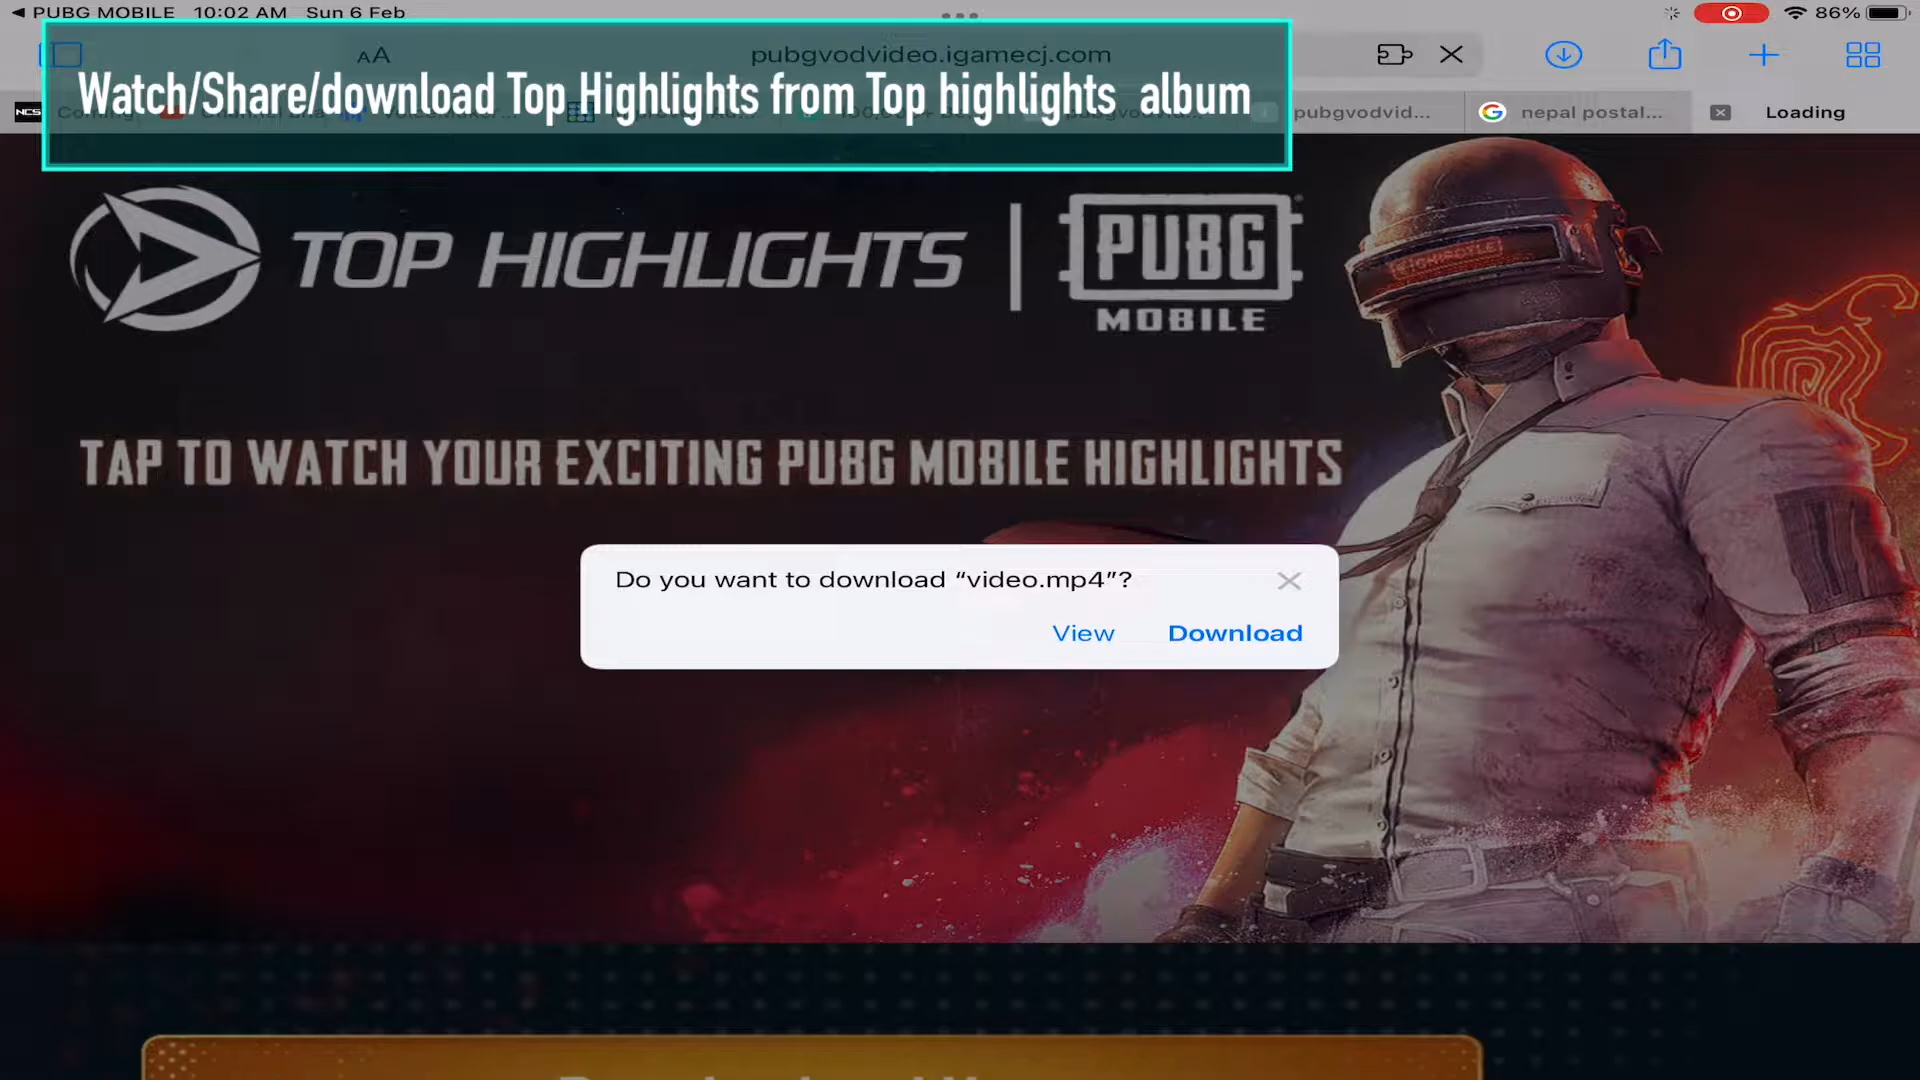 ◀ PUBG MOBILE 10:02 AM Sun 6 Feb
86%
AA
pubgvodvideo.igamecj.com
Watch/Share/download Top Highlights from Top highlights album
NCS
pubgvodvid...
nepal postal...
Loading
TOP HIGHLIGHTS | PUBG
MOBILE
TAP TO WATCH YOUR EXCITING PUBG MOBILE HIGHLIGHTS
Do you want to download “video.mp4”?
View Download